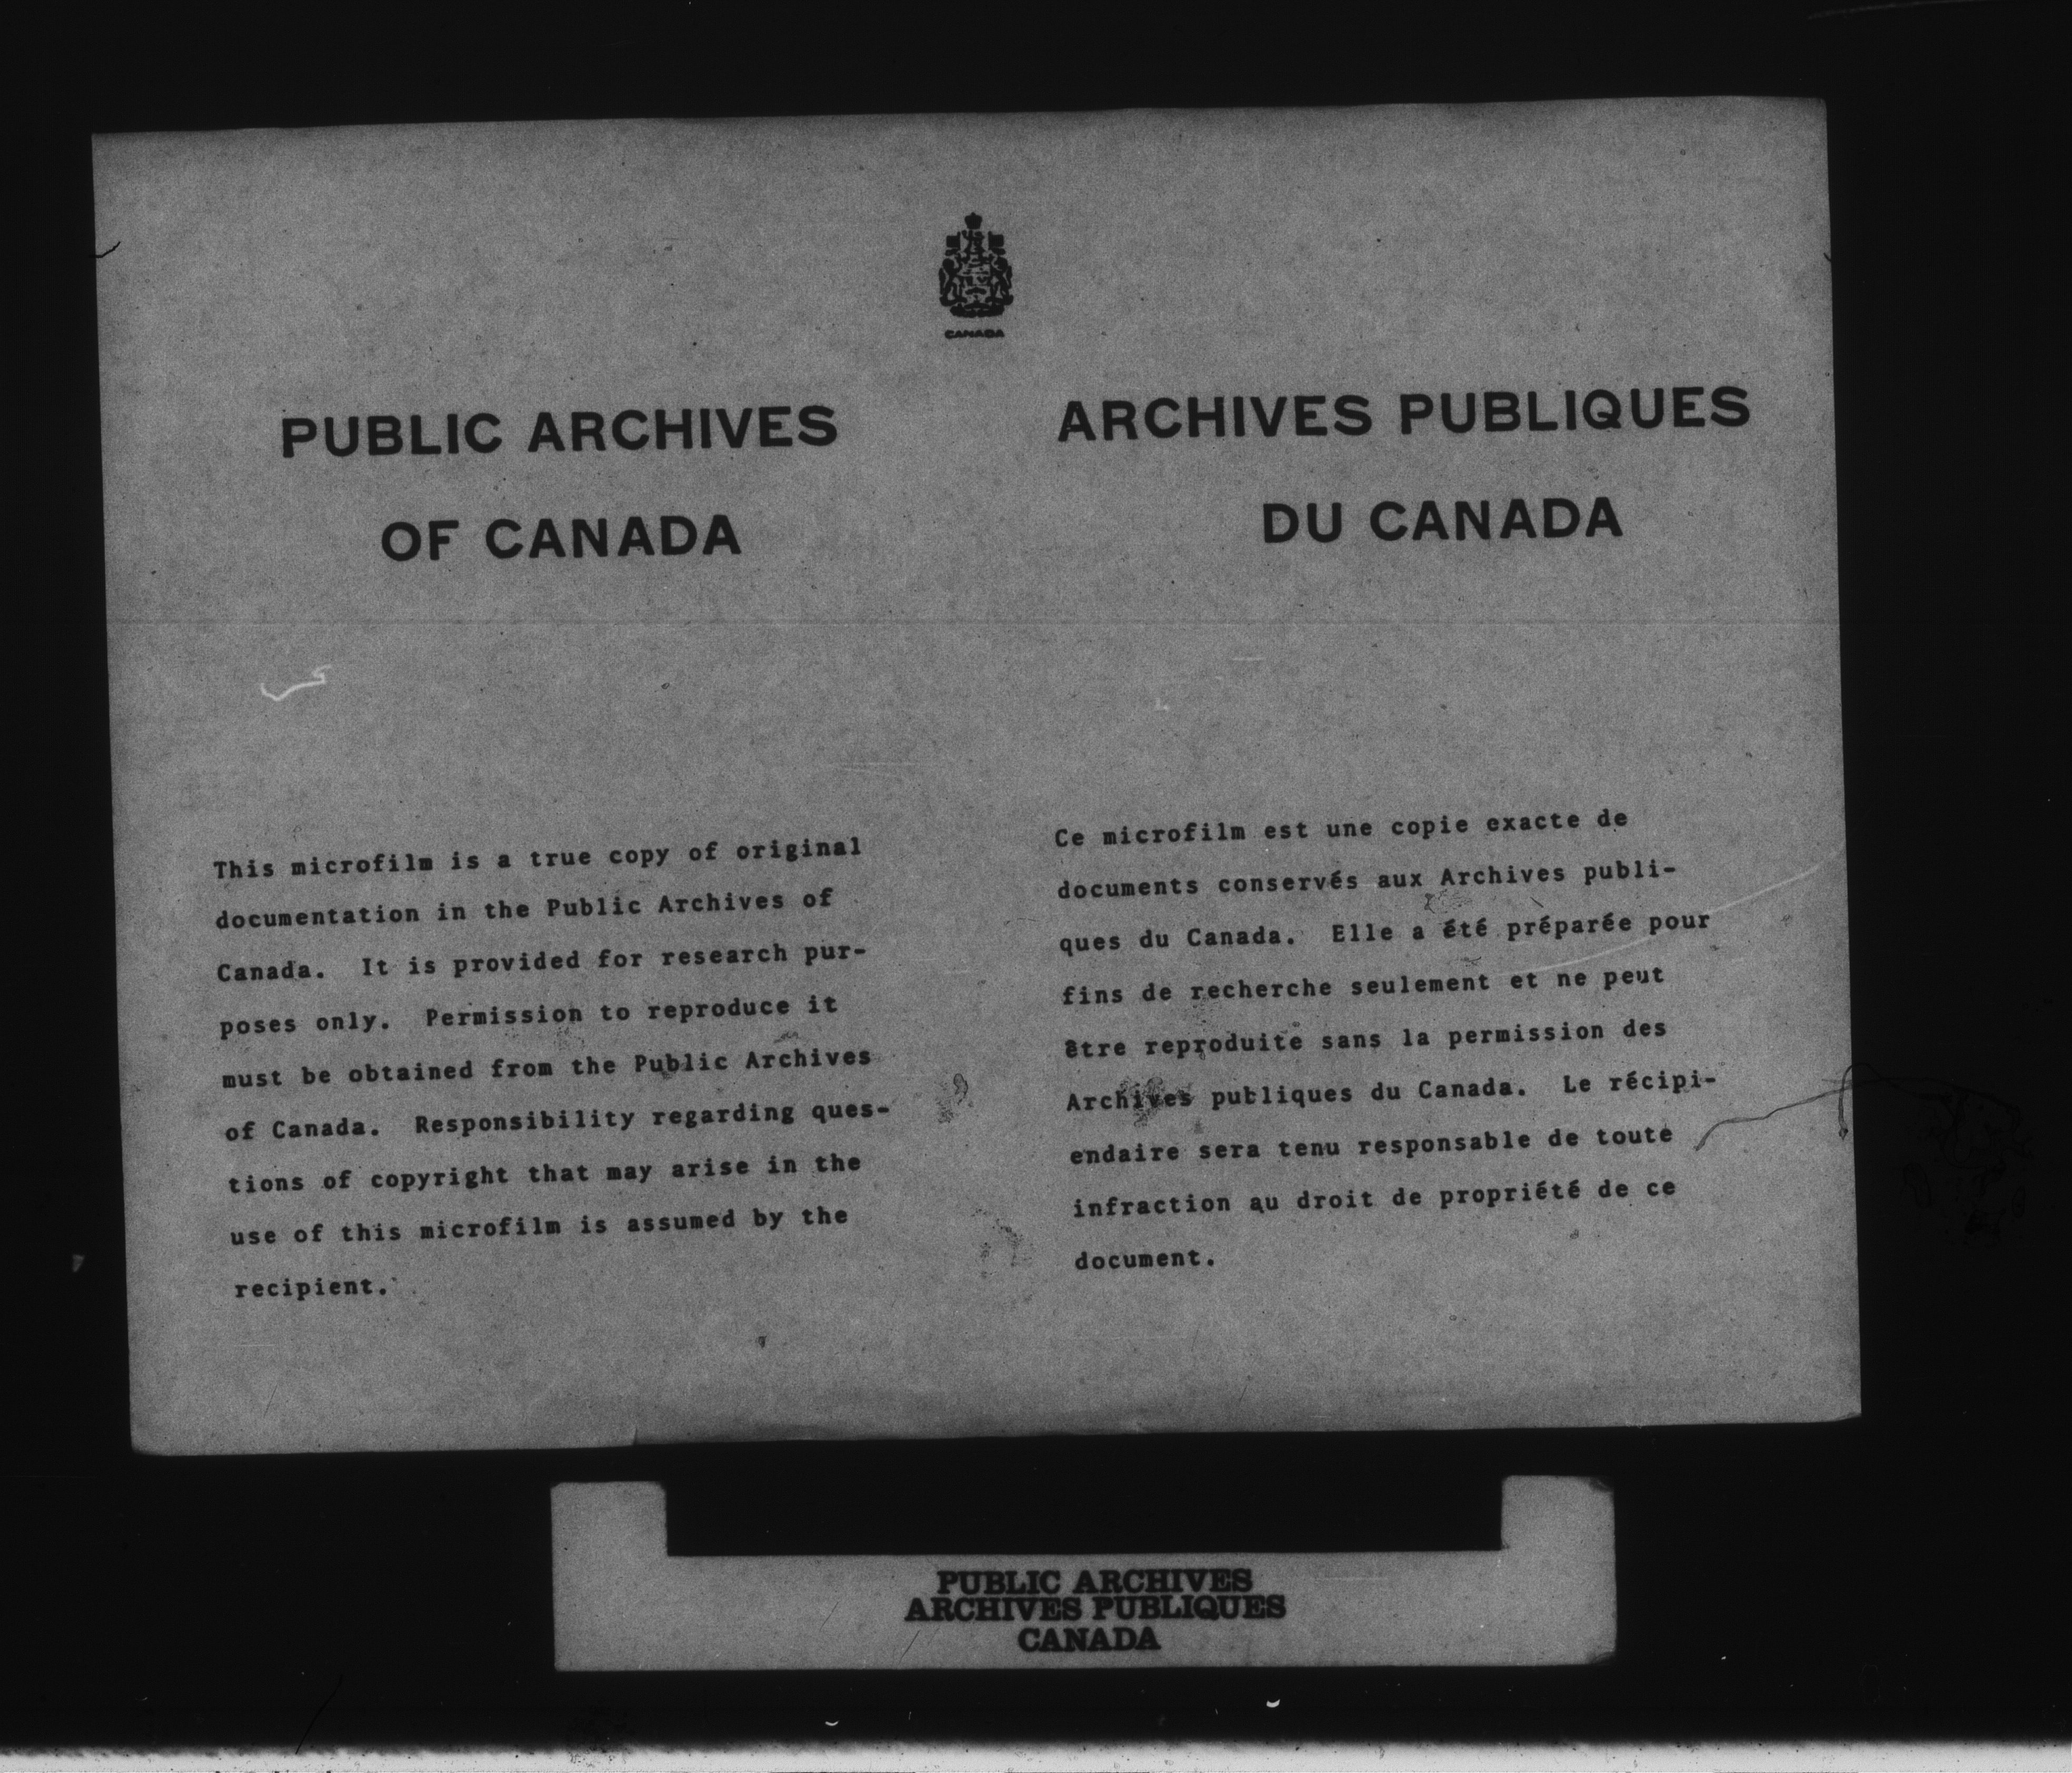 CANADA
PUBLIC ARCHIVES
OF CANADA
This microfilm is a true copy of original
documentation in the Public Archives of
Canada. It is provided for research pur-
poses only. Permission to reproduce it
must be obtained from the Public Archives
of Canada. Responsibility regarding ques-
tions of copyright that may arise in the
use of this microfilm is assumed by the
recipient.
ARCHIVES PUBLIQUES
DU CANADA
Ce microfilm est une copie exacte de
documents conservés aux Archives publi-
ques du Canada. Elle a été préparée pour
fins de recherche seulement et ne peut
être reproduite sans la permission des
Archives publiques du Canada. Le récipi-
endaire sera tenu responsable de toute
infraction au droit de propriété de ce
document.
PUBLIC ARCHIVES
ARCHIVES PUBLIQUES
CANADA